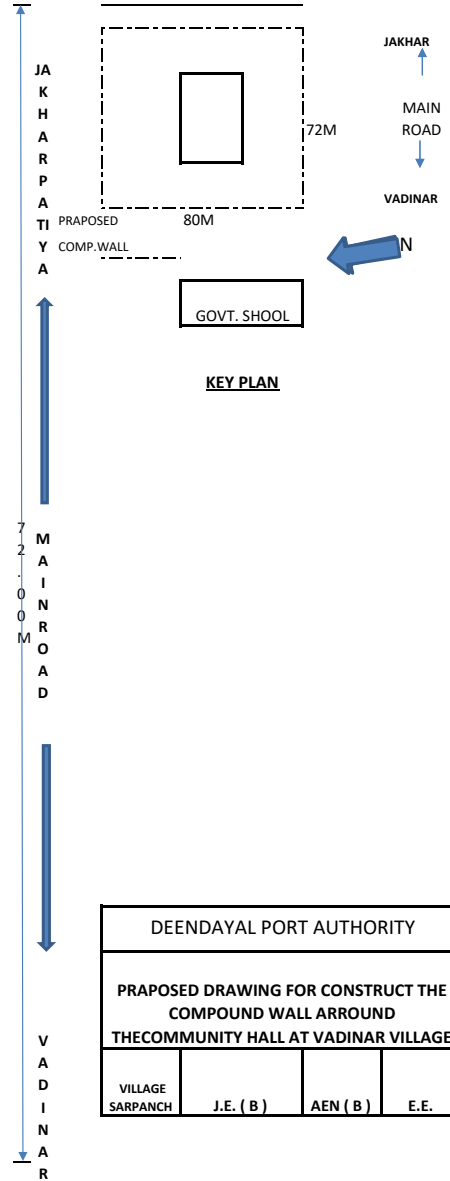 JAKHARPATIYA
JAKHAR
MAIN
ROAD
VADINAR
72M
PRAPOSED
COMP.WALL
80M
N
GOVT. SHOOL
KEY PLAN
72.00M
MAINROAD
VADINAR
DEENDAYAL PORT AUTHORITY
PRAPOSED DRAWING FOR CONSTRUCT THE
COMPOUND WALL ARROUND
THECOMMUNITY HALL AT VADINAR VILLAGE
VILLAGE
SARPANCH
J.E. ( B )
AEN ( B )
E.E.